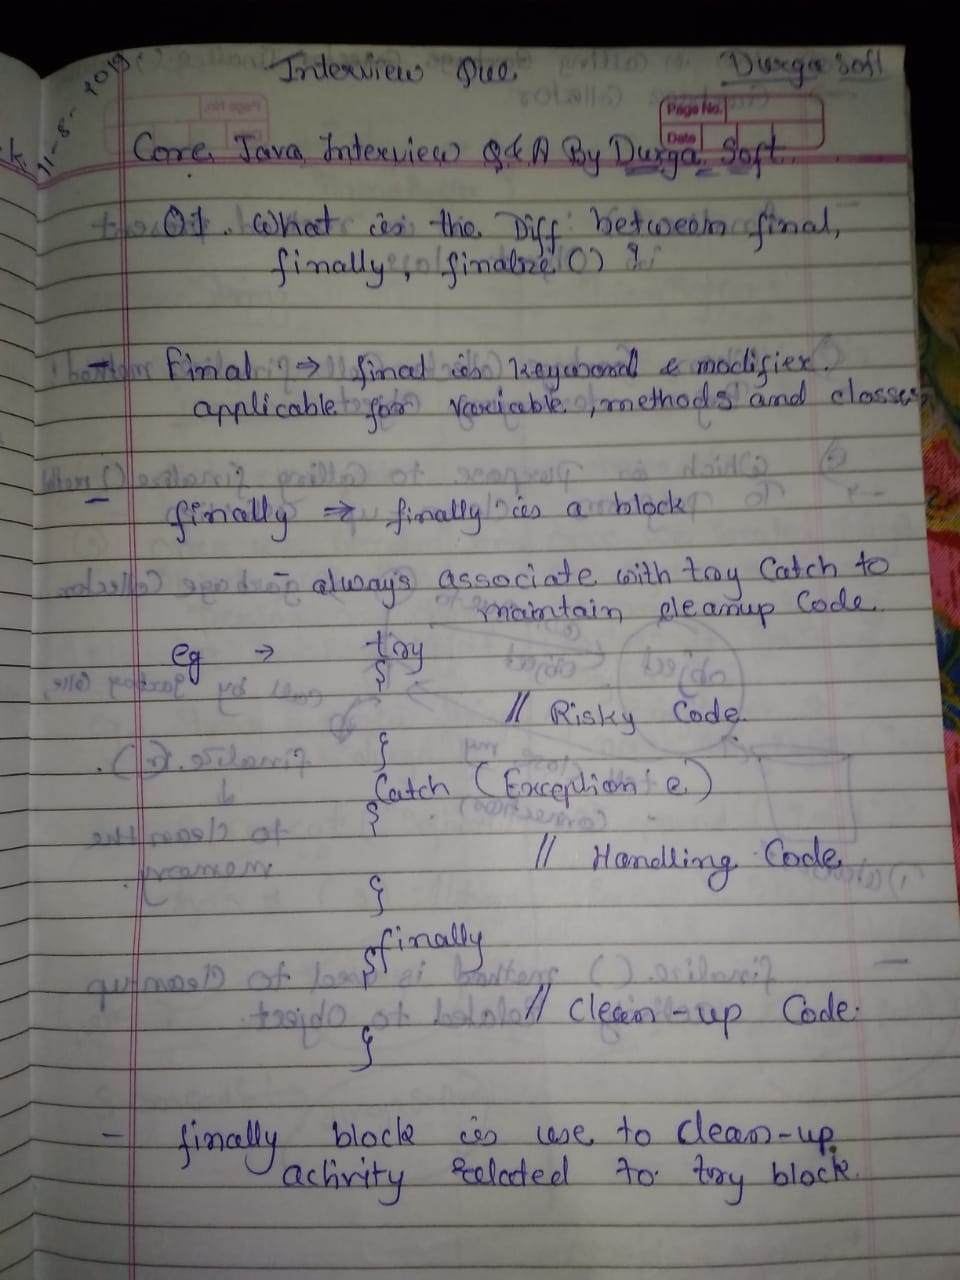 11-8-2019
Interview Que. Durga Soft
Page No.
Date
Core Java Interview Q&A By Durga Soft.
Q1. What is the Diff: between final,
finally, finalize() ?
- Final → final is keyword & modifier.
applicable for variable, methods and classes
- finally ⇒ finally is a block
- always associate with try Catch to
maintain cleanup Code.
eg → try
{
// Risky Code.
}
Catch (Exception e)
{
// Handling Code
}
finally
{
// Clean-up Code.
}
- finally block is use to clean-up
activity related to try block.